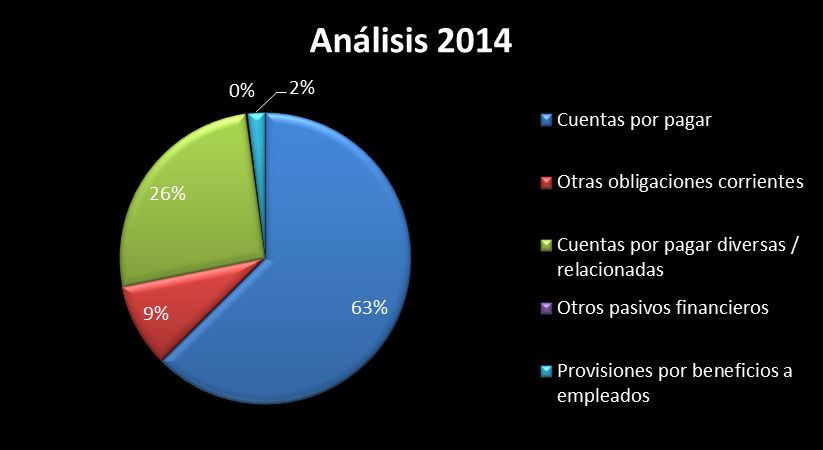 Análisis 2014
0%
2%
26%
9%
63%
Cuentas por pagar
Otras obligaciones corrientes
Cuentas por pagar diversas /
relacionadas
Otros pasivos financieros
Provisiones por beneficios a
empleados